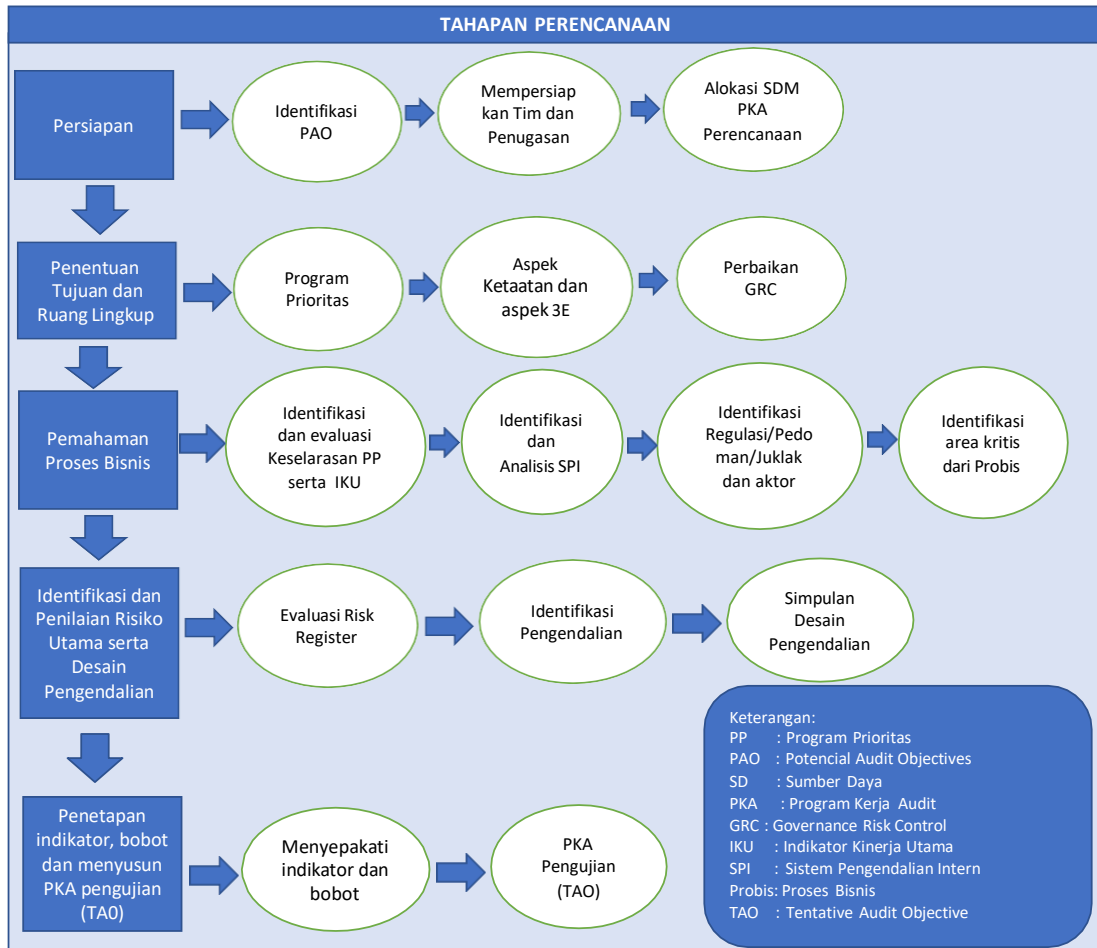 TAHAPAN PERENCANAAN
Persiapan
Identifikasi
PAO
Mempersiap
kan Tim dan
Penugasan
Alokasi SDM
PKA
Perencanaan
Penentuan
Tujuan dan
Ruang Lingkup
Program
Prioritas
Aspek
Ketaatan dan
aspek 3E
Perbaikan
GRC
Pemahaman
Proses Bisnis
Identifikasi
dan evaluasi
Keselarasan PP
serta IKU
Identifikasi
dan
Analisis SPI
Identifikasi
Regulasi/Pedo
man/Juklak
dan aktor
Identifikasi
area kritis
dari Probis
Identifikasi dan
Penilaian Risiko
Utama serta
Desain
Pengendalian
Evaluasi Risk
Register
Identifikasi
Pengendalian
Simpulan
Desain
Pengendalian
Penetapan
indikator, bobot
dan menyusun
PKA pengujian
(TA0)
Menyepakati
indikator dan
bobot
PKA
Pengujian
(TAO)
Keterangan:
PP : Program Prioritas
PAO : Potencial Audit Objectives
SD : Sumber Daya
PKA : Program Kerja Audit
GRC : Governance Risk Control
IKU : Indikator Kinerja Utama
SPI : Sistem Pengendalian Intern
Probis: Proses Bisnis
TAO : Tentative Audit Objective